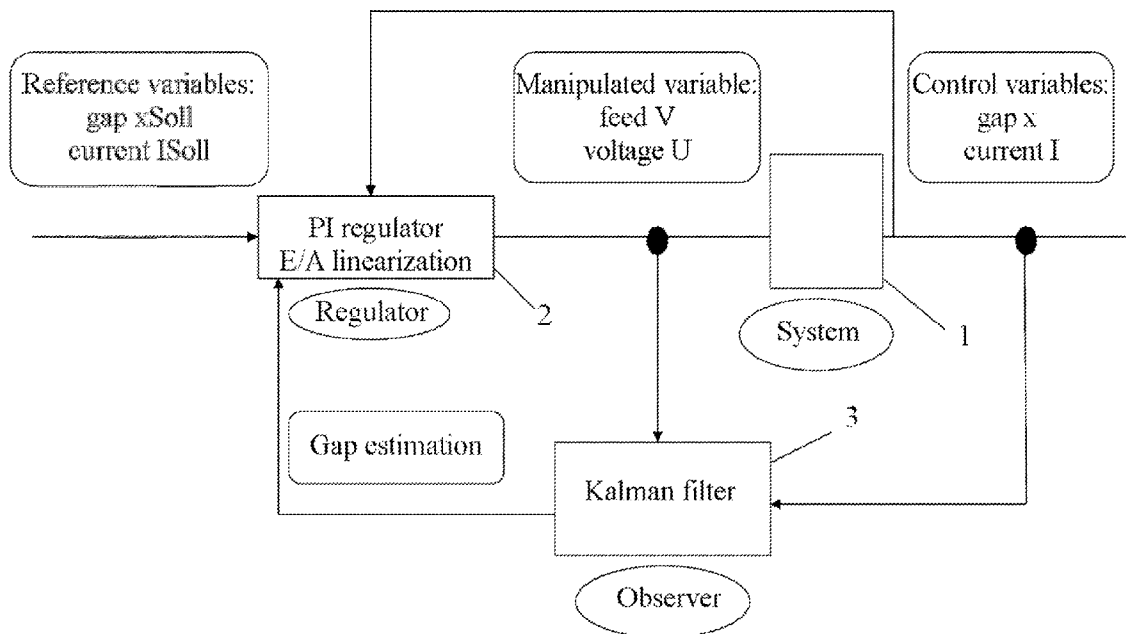 Reference variables:
gap xSoll
current ISoll
Manipulated variable:
feed V
voltage U
Control variables:
gap x
current I
PI regulator
E/A linearization
Regulator
2
System
1
Gap estimation
3
Kalman filter
Observer